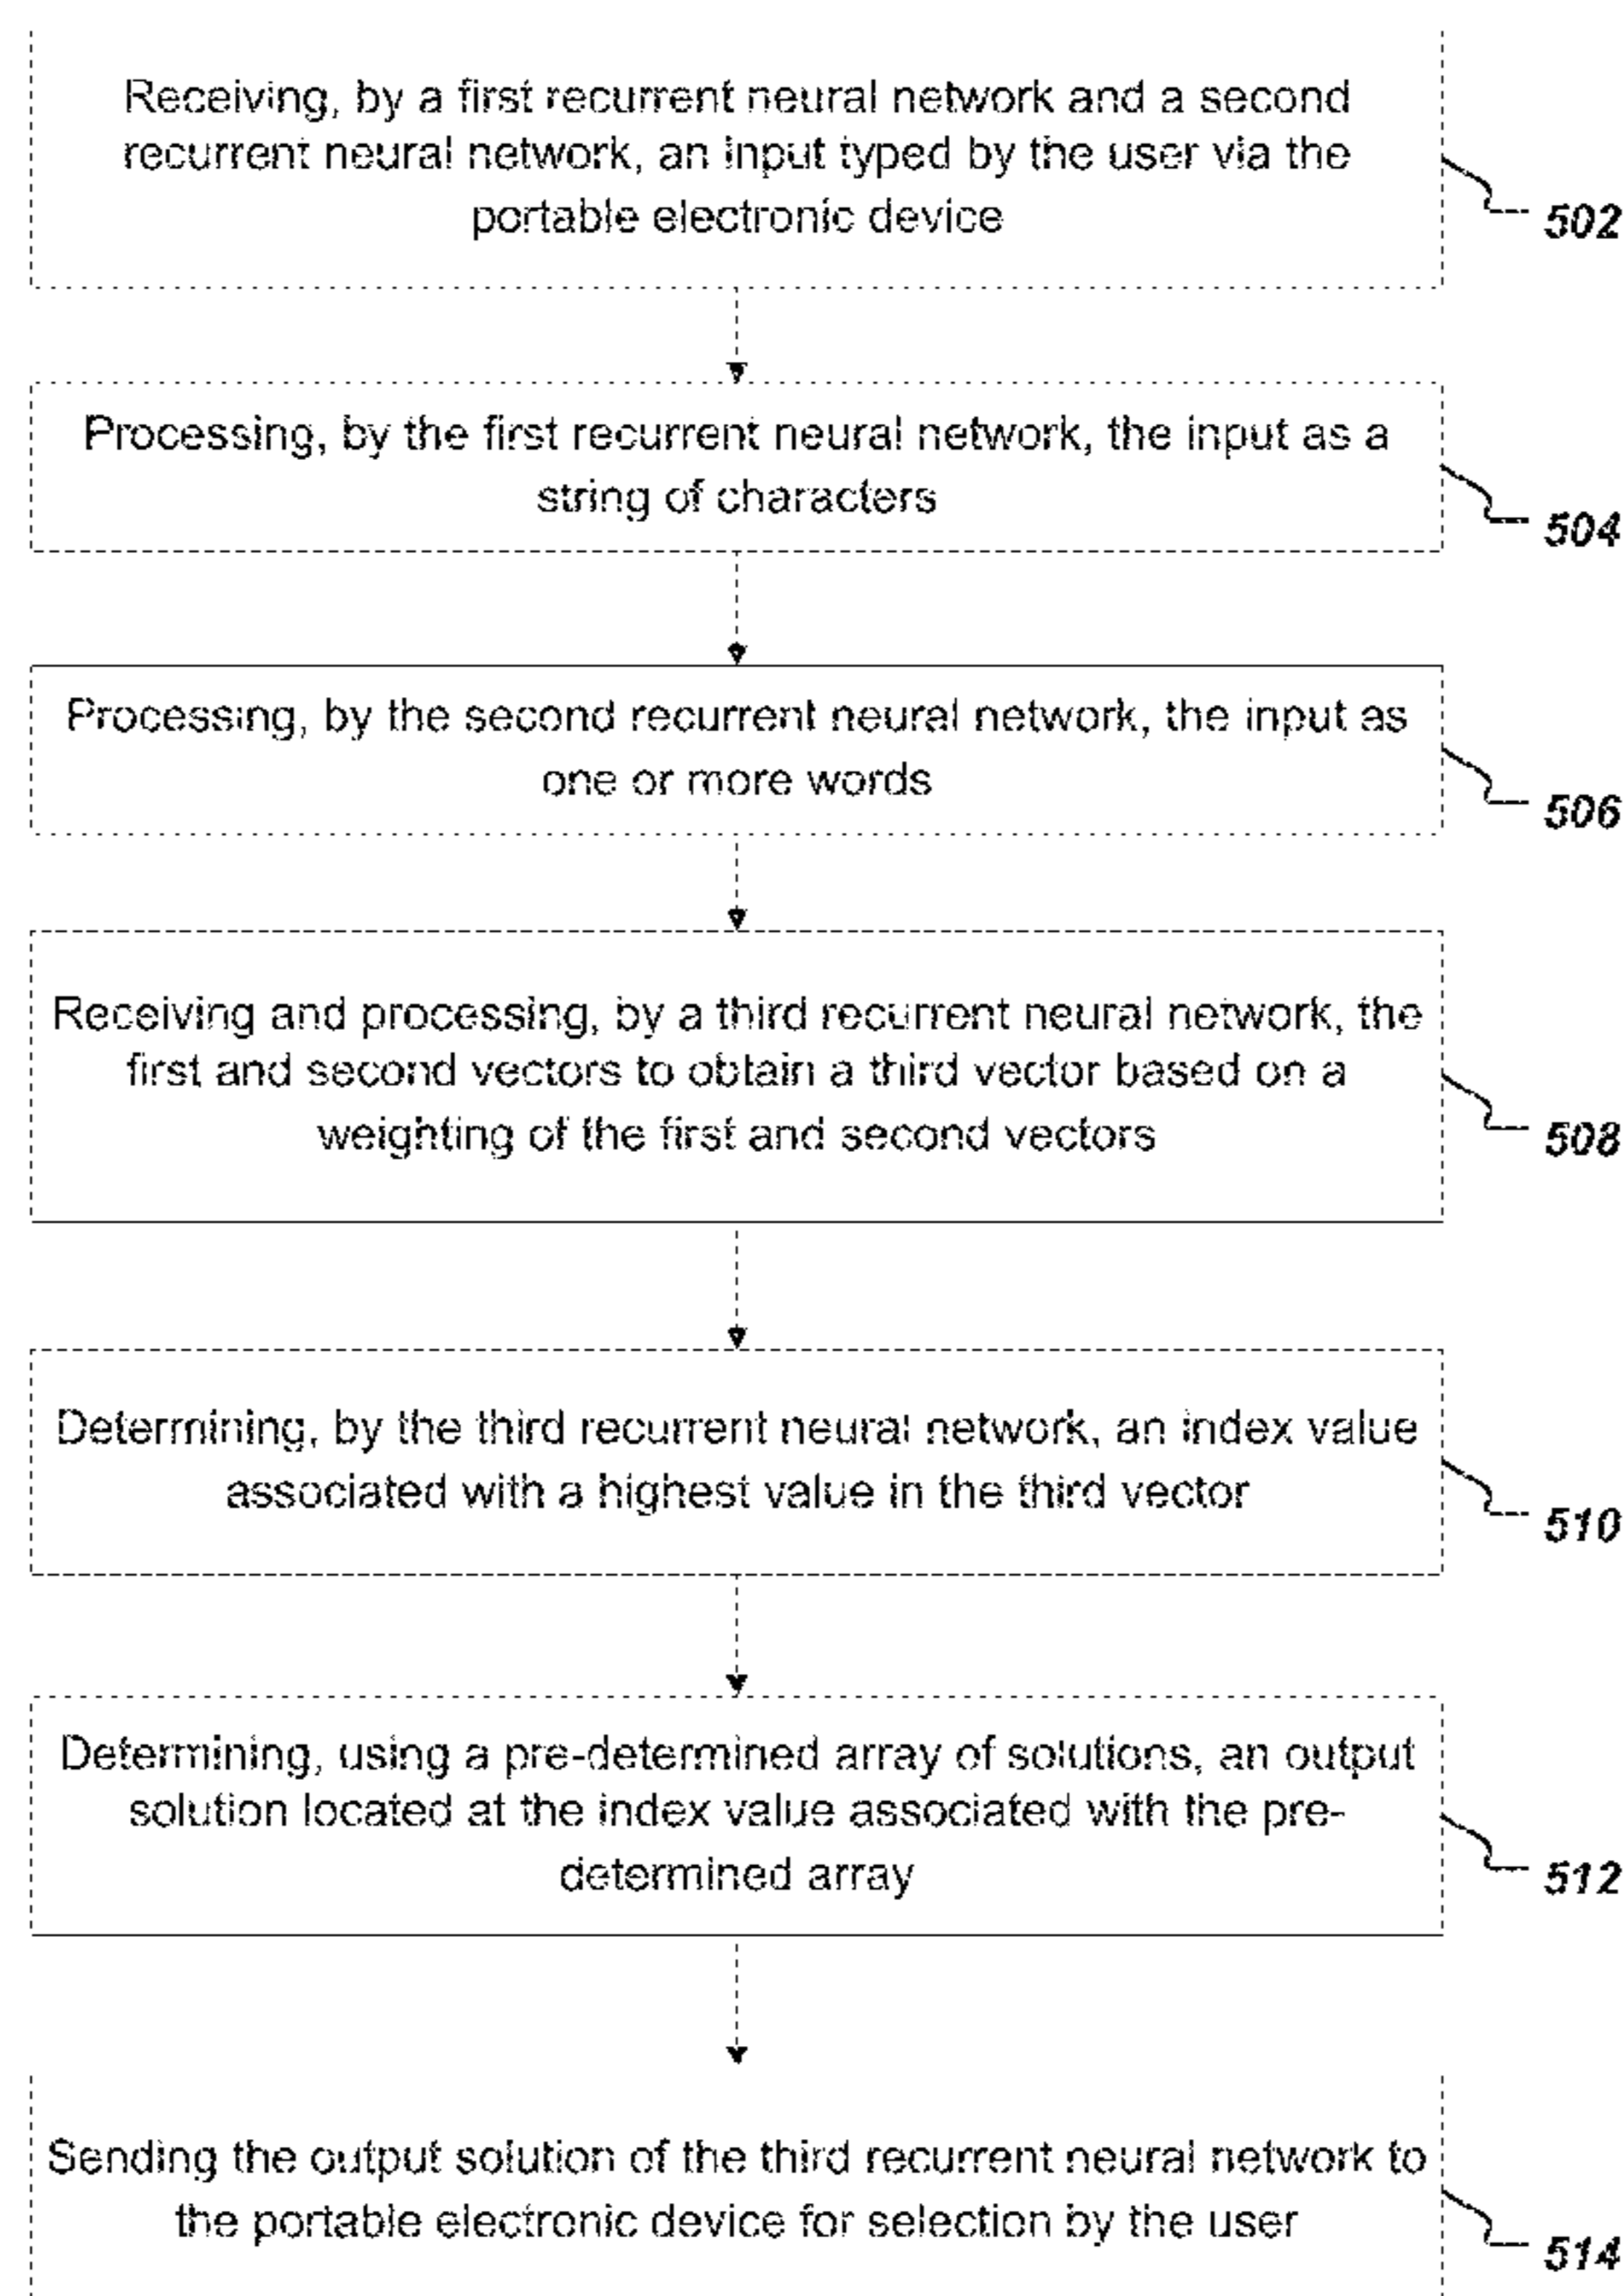 Receiving, by a first recurrent neural network and a second
recurrent neural network, an input typed by the user via the
portable electronic device
502
Processing, by the first recurrent neural network, the input as a
string of characters
504
Processing, by the second recurrent neural network, the input as
one or more words
506
Receiving and processing, by a third recurrent neural network, the
first and second vectors to obtain a third vector based on a
weighting of the first and second vectors
508
Determining, by the third recurrent neural network, an index value
associated with a highest value in the third vector
510
Determining, using a pre-determined array of solutions, an output
solution located at the index value associated with the pre-
determined array
512
Sending the output solution of the third recurrent neural network to
the portable electronic device for selection by the user
514